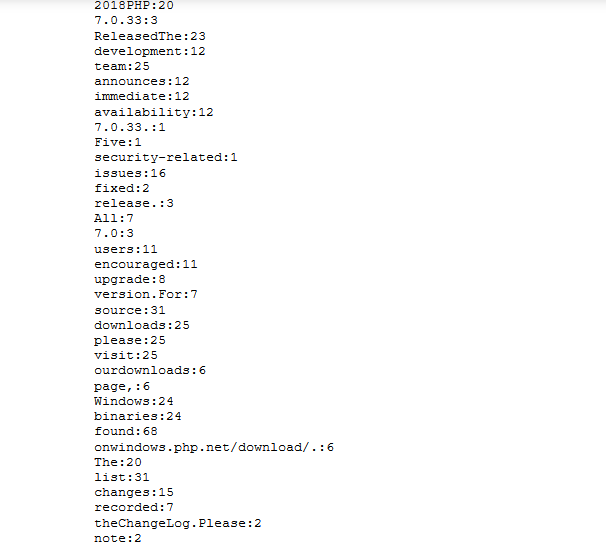 2018PHP:20
7.0.33:3
ReleasedThe:23
development:12
team:25
announces:12
immediate:12
availability:12
7.0.33.:1
Five:1
security-related:1
issues:16
fixed:2
release.:3
All:7
7.0:3
users:11
encouraged:11
upgrade:8
version.For:7
source:31
downloads:25
please:25
visit:25
ourdownloads:6
page,:6
Windows:24
binaries:24
found:68
onwindows.php.net/download/.:6
The:20
list:31
changes:15
recorded:7
theChangeLog.Please:2
note:2